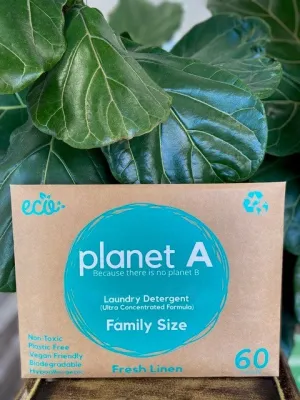 eco
planet A
Because there is no planet B
Laundry Detergent
(Ultra Concentrated Formula)
Family Size
Non-Toxic
Plastic Free
Vegan Friendly
Biodegradable
Hypoallergenic
Fresh Linen
60